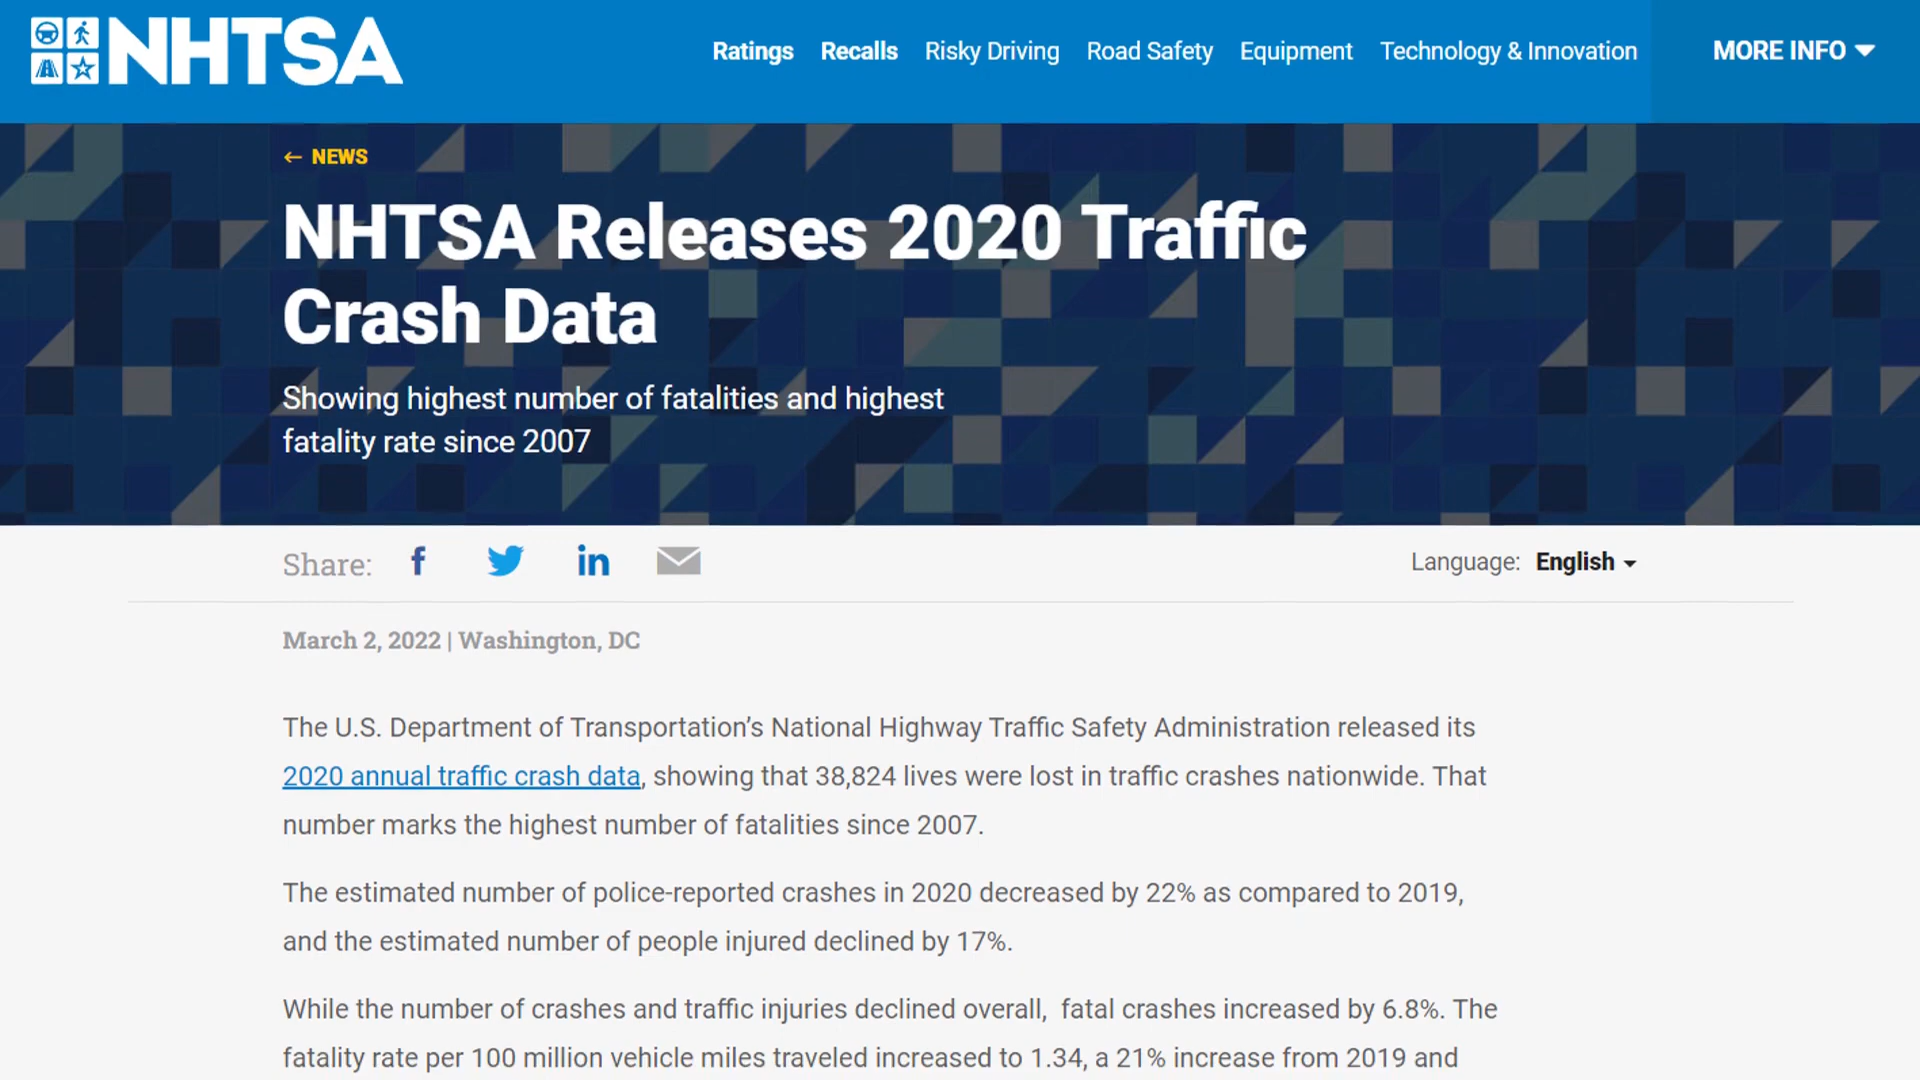 NHTSA
Ratings Recalls Risky Driving Road Safety Equipment Technology & Innovation MORE INFO
← NEWS
NHTSA Releases 2020 Traffic
Crash Data
Showing highest number of fatalities and highest
fatality rate since 2007
Share: f in
Language: English
March 2, 2022 | Washington, DC
The U.S. Department of Transportation’s National Highway Traffic Safety Administration released its
2020 annual traffic crash data, showing that 38,824 lives were lost in traffic crashes nationwide. That
number marks the highest number of fatalities since 2007.
The estimated number of police-reported crashes in 2020 decreased by 22% as compared to 2019,
and the estimated number of people injured declined by 17%.
While the number of crashes and traffic injuries declined overall,  fatal crashes increased by 6.8%. The
fatality rate per 100 million vehicle miles traveled increased to 1.34, a 21% increase from 2019 and